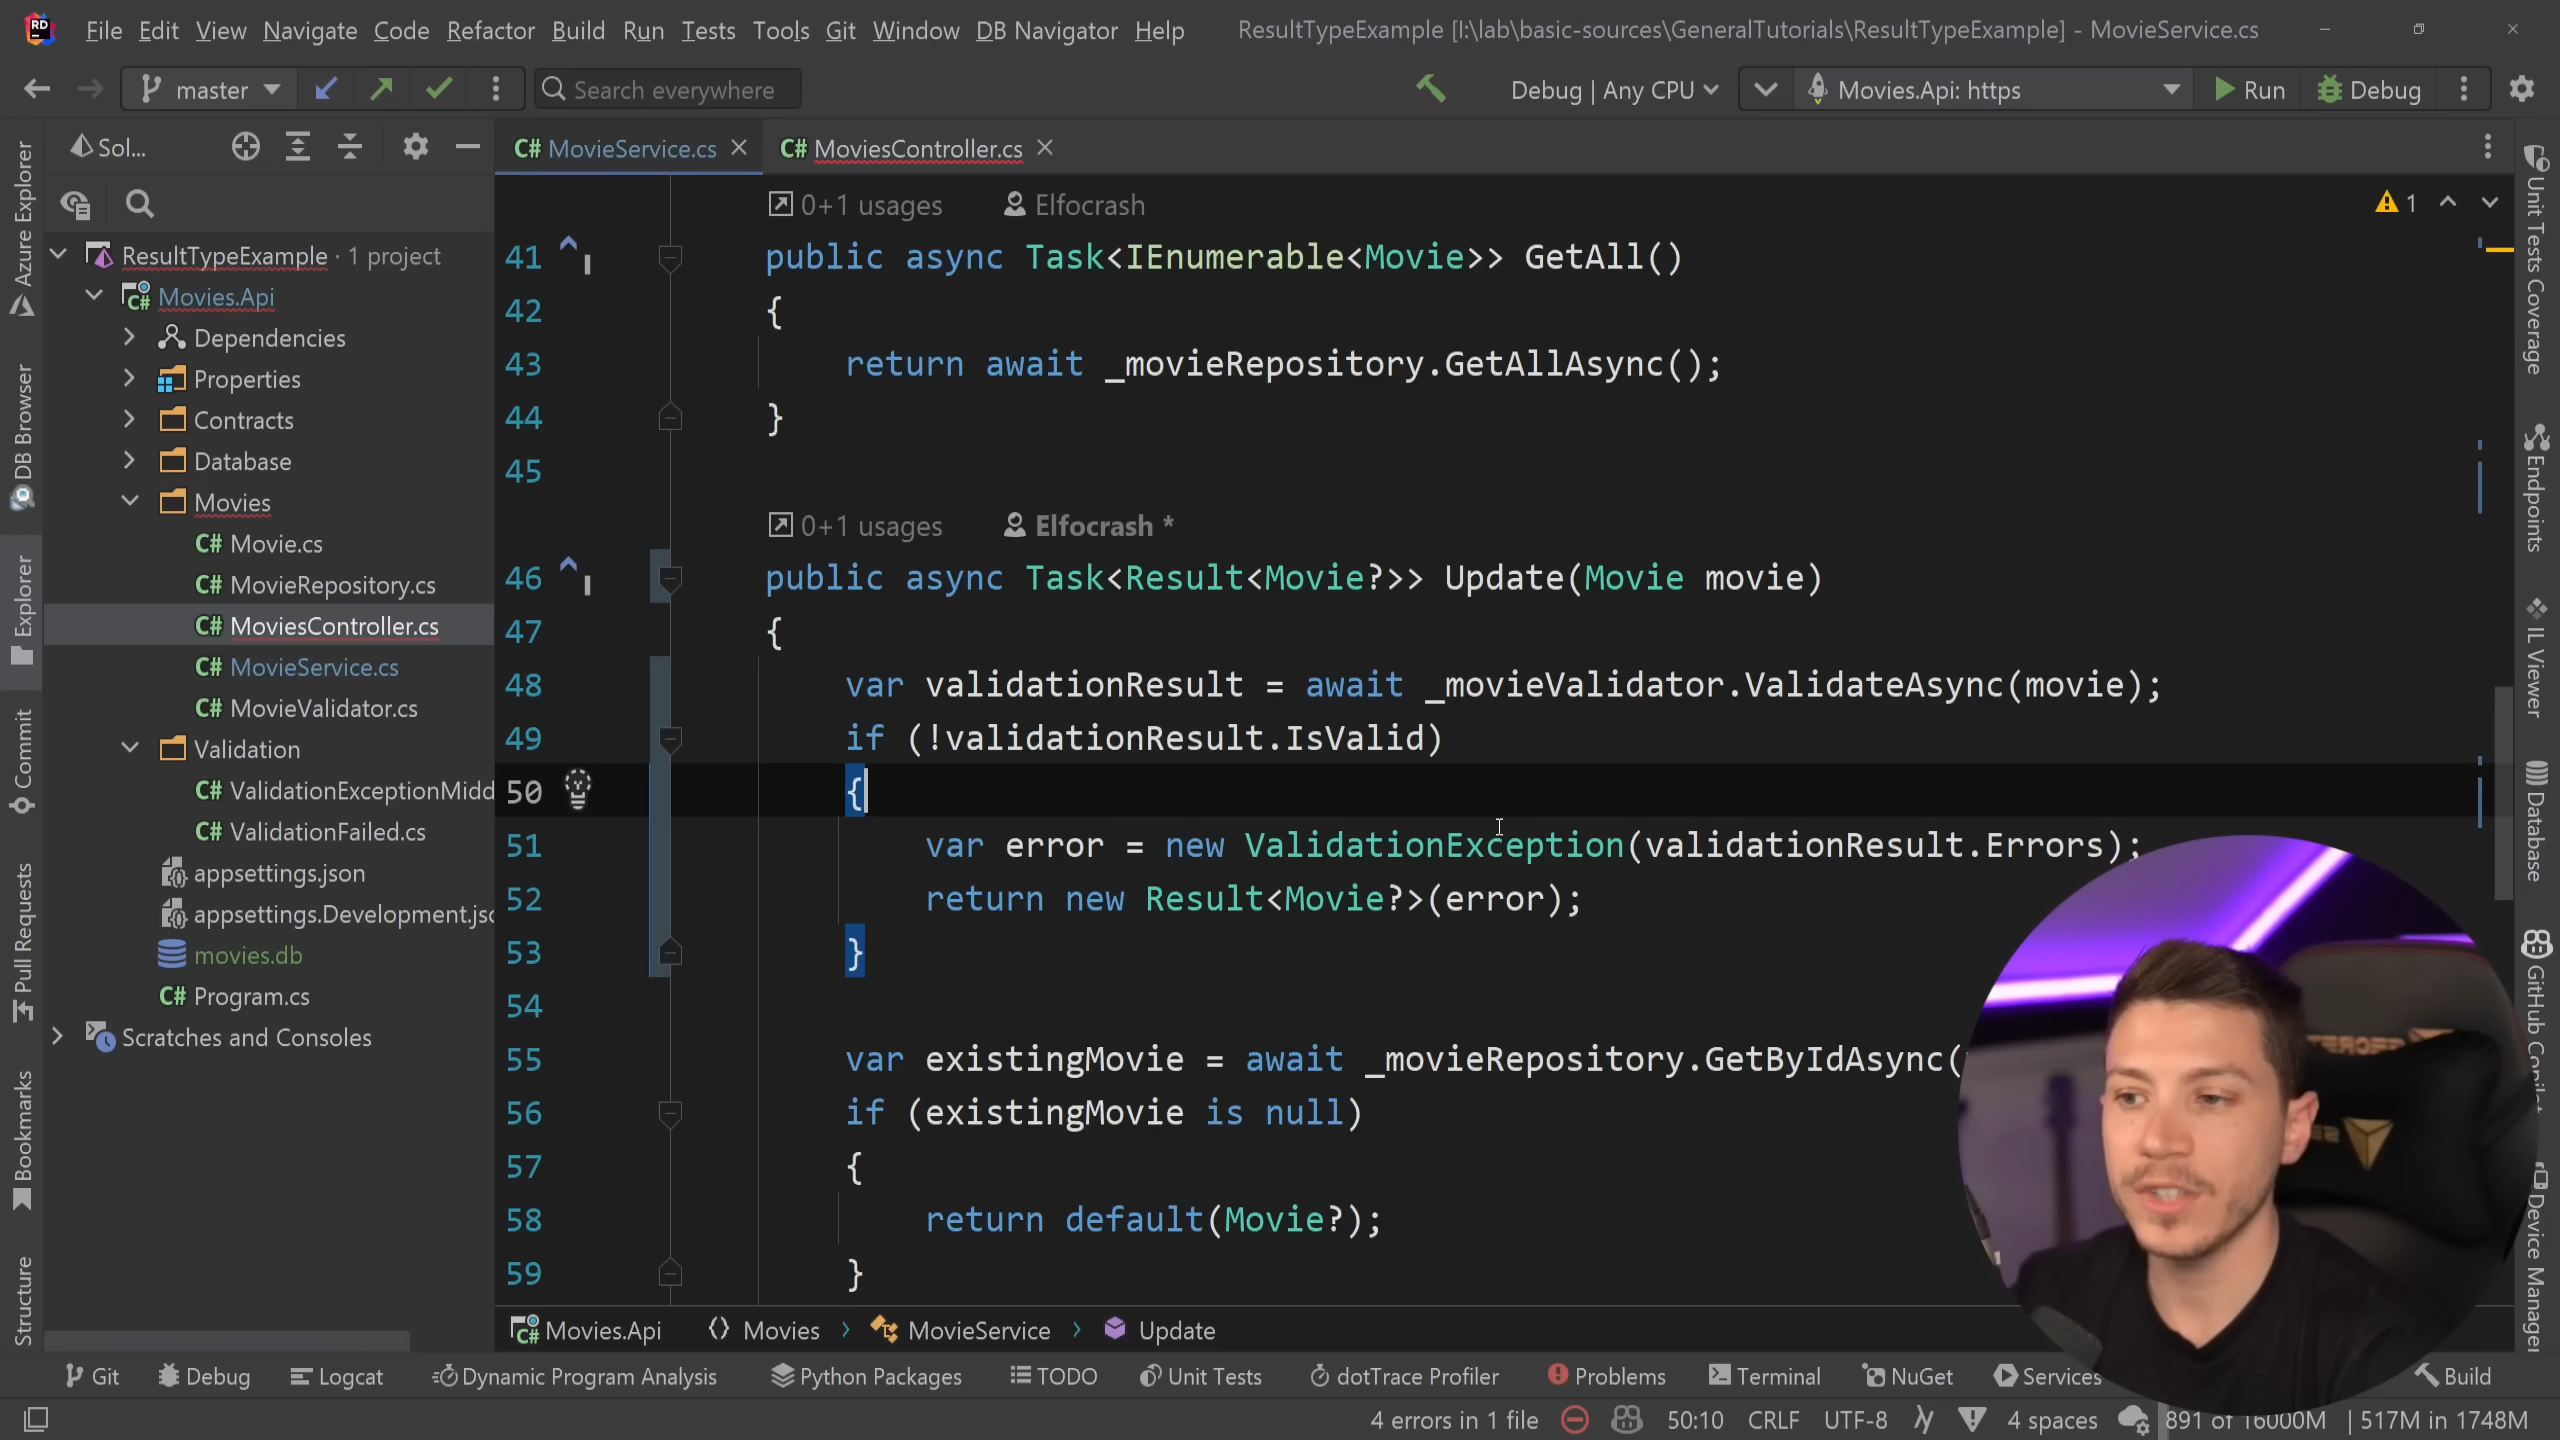 RD File Edit View Navigate Code Refactor Build Run Tests Tools Git Window DB Navigator Help ResultTypeExample [I:\lab\basic-sources\GeneralTutorials\ResultTypeExample] - MovieService.cs
master Search everywhere Debug | Any CPU Movies.Api: https Run Debug
Sol... C# MovieService.cs C# MoviesController.cs
Azure Explorer
DB Browser
Explorer
Commit
Pull Requests
Bookmarks
Structure
ResultTypeExample · 1 project
Movies.Api
Dependencies
Properties
Contracts
Database
Movies
C# Movie.cs
C# MovieRepository.cs
C# MoviesController.cs
C# MovieService.cs
C# MovieValidator.cs
Validation
C# ValidationExceptionMidd
C# ValidationFailed.cs
appsettings.json
appsettings.Development.jsc
movies.db
C# Program.cs
Scratches and Consoles
0+1 usages Elfocrash
1
41 public async Task<IEnumerable<Movie>> GetAll()
42 {
43 return await _movieRepository.GetAllAsync();
44 }
45
0+1 usages Elfocrash *
46 public async Task<Result<Movie?>> Update(Movie movie)
47 {
48 var validationResult = await _movieValidator.ValidateAsync(movie);
49 if (!validationResult.IsValid)
50 {
51 var error = new ValidationException(validationResult.Errors);
52 return new Result<Movie?>(error);
53 }
54
55 var existingMovie = await _movieRepository.GetByIdAsync(
56 if (existingMovie is null)
57 {
58 return default(Movie?);
59 }
Unit Tests Coverage
Endpoints
IL Viewer
Database
GitHub Copilot
Device Manager
C# Movies.Api Movies MovieService Update
Git Debug Logcat Dynamic Program Analysis Python Packages TODO Unit Tests dotTrace Profiler Problems Terminal NuGet Services Build
4 errors in 1 file 50:10 CRLF UTF-8 4 spaces 891 of 16000M 517M in 1748M